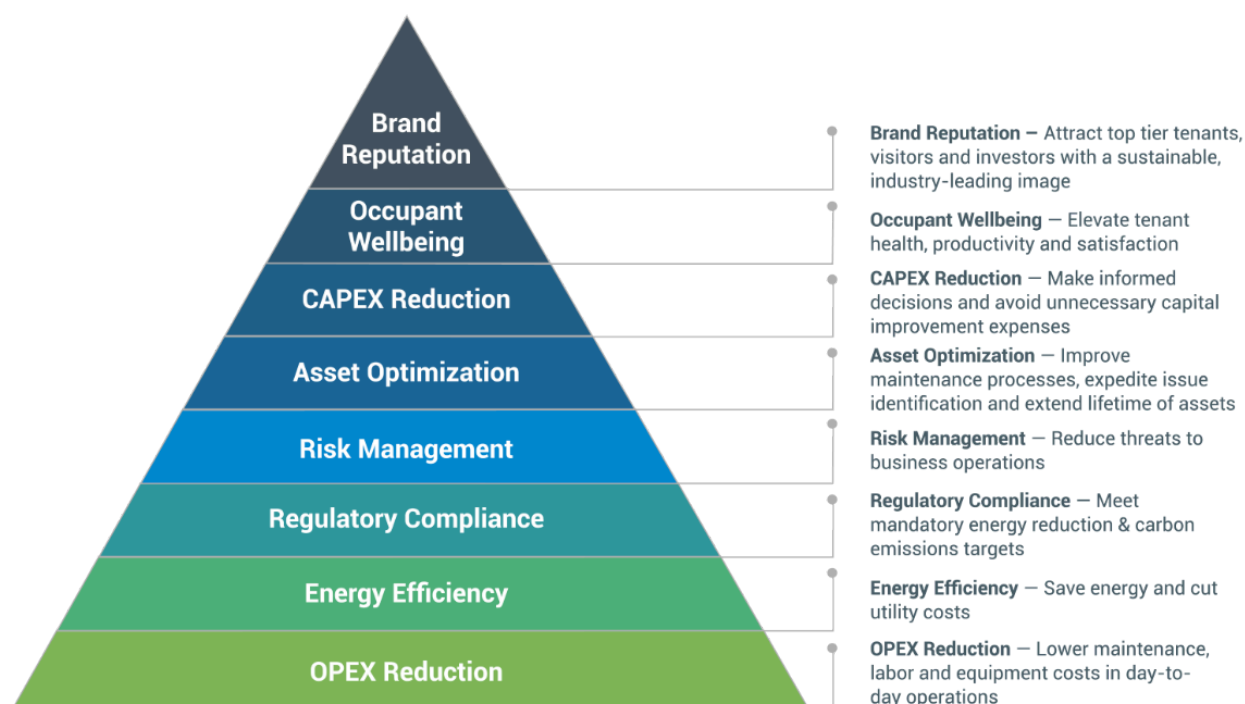 Brand
Reputation
Occupant
Wellbeing
CAPEX Reduction
Asset Optimization
Risk Management
Regulatory Compliance
Energy Efficiency
OPEX Reduction
Brand Reputation – Attract top tier tenants,
visitors and investors with a sustainable,
industry-leading image
Occupant Wellbeing — Elevate tenant
health, productivity and satisfaction
CAPEX Reduction — Make informed
decisions and avoid unnecessary capital
improvement expenses
Asset Optimization — Improve
maintenance processes, expedite issue
identification and extend lifetime of assets
Risk Management — Reduce threats to
business operations
Regulatory Compliance — Meet
mandatory energy reduction & carbon
emissions targets
Energy Efficiency — Save energy and cut
utility costs
OPEX Reduction — Lower maintenance,
labor and equipment costs in day-to-
day operations